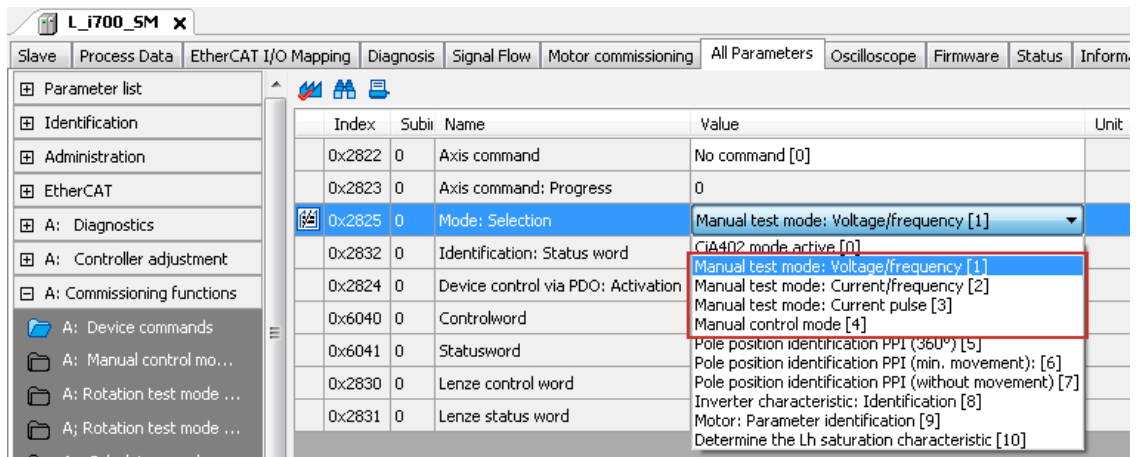 L_i700_SM x
Slave Process Data EtherCAT I/O Mapping Diagnosis Signal Flow Motor commissioning All Parameters Oscilloscope Firmware Status Inform
Parameter list
Identification
Administration
EtherCAT
A: Diagnostics
A: Controller adjustment
A: Commissioning functions
A: Device commands
A: Manual control mo...
A: Rotation test mode ...
A; Rotation test mode ...
Index Subi Name Value Unit
0x2822 0 Axis command No command [0]
0x2823 0 Axis command: Progress 0
0x2825 0 Mode: Selection Manual test mode: Voltage/frequency [1]
0x2832 0 Identification: Status word
0x2824 0 Device control via PDO: Activation
0x6040 0 Controlword
0x6041 0 Statusword
0x2830 0 Lenze control word
0x2831 0 Lenze status word
CiA402 mode active [0]
Manual test mode: Voltage/frequency [1]
Manual test mode: Current/frequency [2]
Manual test mode: Current pulse [3]
Manual control mode [4]
Pole position identification PPI (360°) [5]
Pole position identification PPI (min. movement): [6]
Pole position identification PPI (without movement) [7]
Inverter characteristic: Identification [8]
Motor: Parameter identification [9]
Determine the Lh saturation characteristic [10]